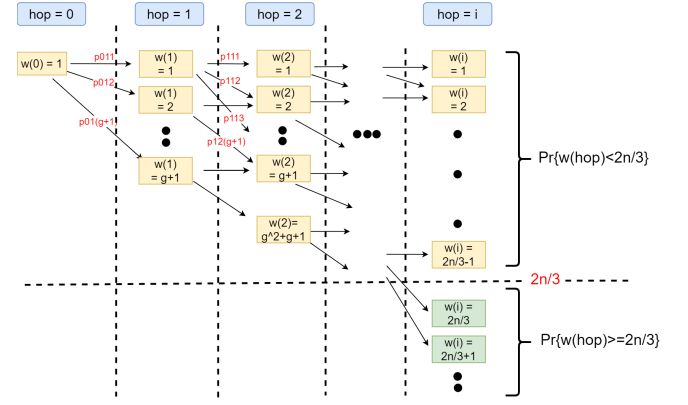 hop = 0
hop = 1
hop = 2
hop = i
w(0) = 1
p011
p012
p01(g+1)
w(1)
= 1
w(1)
= 2
w(1)
= g+1
p111
p112
p113
p12(g+1)
w(2)
= 1
w(2)
= 2
w(2)
= g+1
w(2)=
g^2+g+1
w(i)
= 1
w(i)
= 2
w(i) =
2n/3-1
Pr{w(hop)<2n/3}
2n/3
w(i) =
2n/3
w(i) =
2n/3+1
Pr{w(hop)>=2n/3}